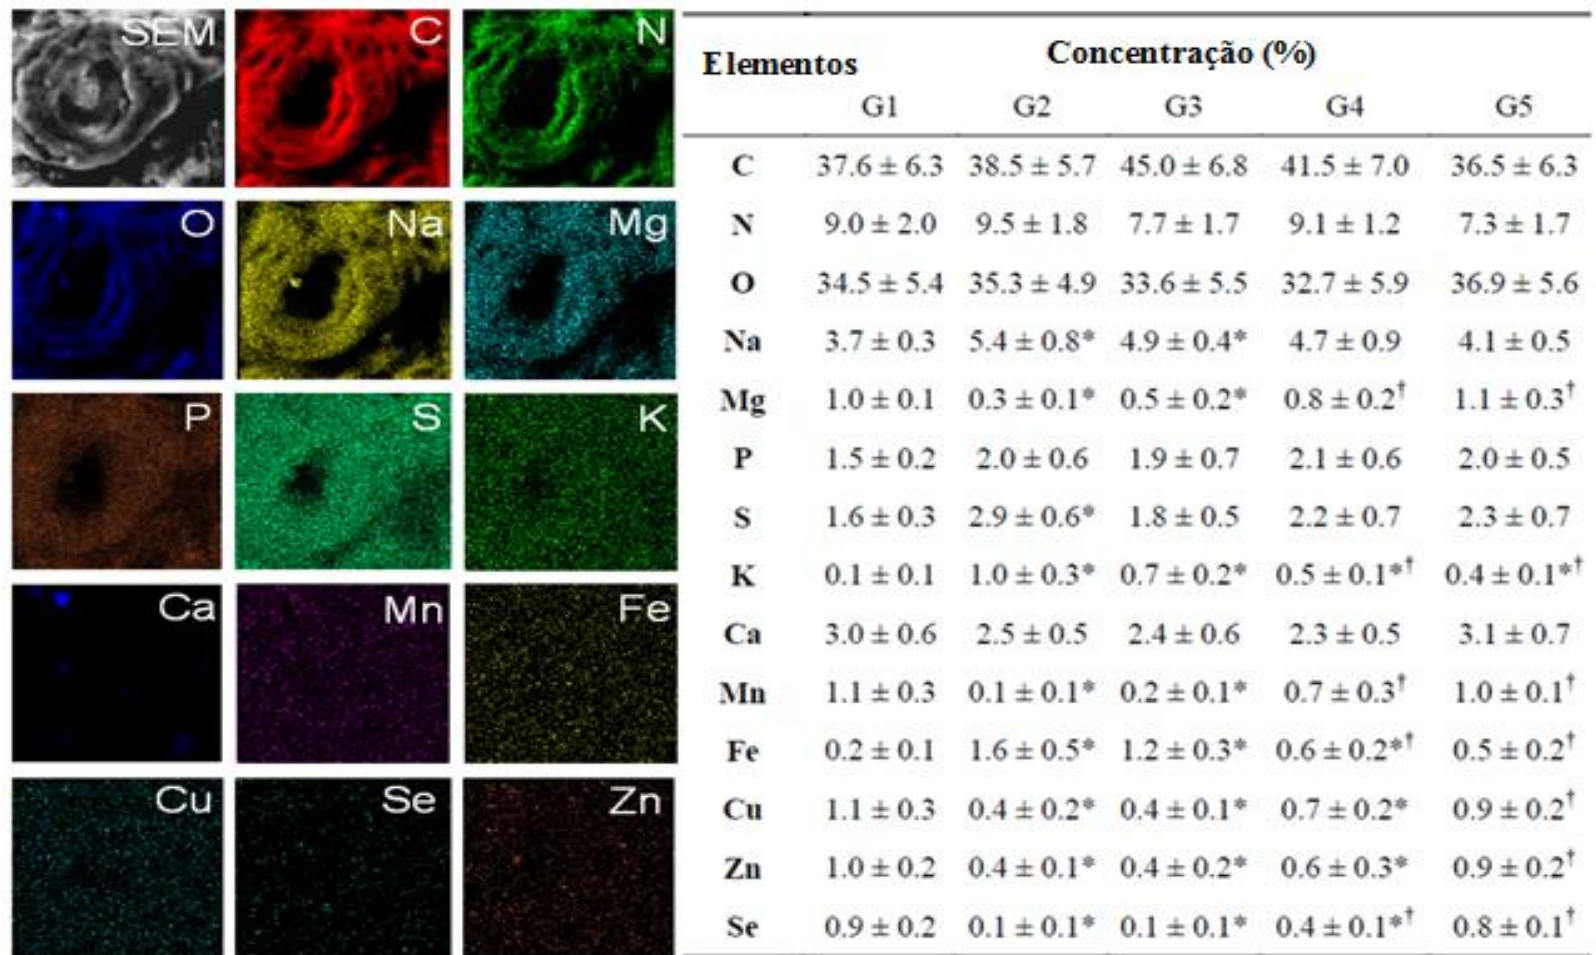 SEM C N
O Na Mg
P S K
Ca Mn Fe
Cu Se Zn
Elementos Concentração (%)
G1 G2 G3 G4 G5
C 37.6 ± 6.3 38.5 ± 5.7 45.0 ± 6.8 41.5 ± 7.0 36.5 ± 6.3
N 9.0 ± 2.0 9.5 ± 1.8 7.7 ± 1.7 9.1 ± 1.2 7.3 ± 1.7
O 34.5 ± 5.4 35.3 ± 4.9 33.6 ± 5.5 32.7 ± 5.9 36.9 ± 5.6
Na 3.7 ± 0.3 5.4 ± 0.8* 4.9 ± 0.4* 4.7 ± 0.9 4.1 ± 0.5
Mg 1.0 ± 0.1 0.3 ± 0.1* 0.5 ± 0.2* 0.8 ± 0.2† 1.1 ± 0.3†
P 1.5 ± 0.2 2.0 ± 0.6 1.9 ± 0.7 2.1 ± 0.6 2.0 ± 0.5
S 1.6 ± 0.3 2.9 ± 0.6* 1.8 ± 0.5 2.2 ± 0.7 2.3 ± 0.7
K 0.1 ± 0.1 1.0 ± 0.3* 0.7 ± 0.2* 0.5 ± 0.1*† 0.4 ± 0.1*†
Ca 3.0 ± 0.6 2.5 ± 0.5 2.4 ± 0.6 2.3 ± 0.5 3.1 ± 0.7
Mn 1.1 ± 0.3 0.1 ± 0.1* 0.2 ± 0.1* 0.7 ± 0.3† 1.0 ± 0.1†
Fe 0.2 ± 0.1 1.6 ± 0.5* 1.2 ± 0.3* 0.6 ± 0.2*† 0.5 ± 0.2†
Cu 1.1 ± 0.3 0.4 ± 0.2* 0.4 ± 0.1* 0.7 ± 0.2* 0.9 ± 0.2†
Zn 1.0 ± 0.2 0.4 ± 0.1* 0.4 ± 0.2* 0.6 ± 0.3* 0.9 ± 0.2†
Se 0.9 ± 0.2 0.1 ± 0.1* 0.1 ± 0.1* 0.4 ± 0.1*† 0.8 ± 0.1†